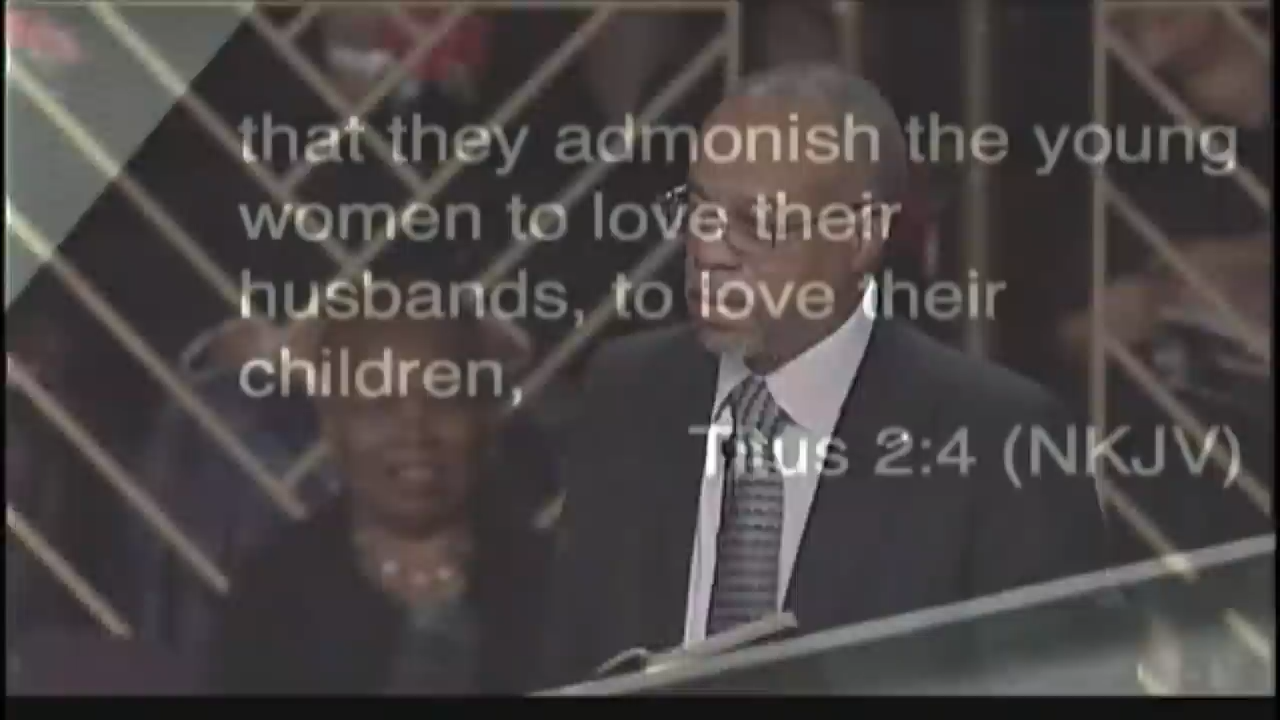 that they admonish the young
women to love their
husbands, to love their
children,
Titus 2:4 (NKJV)